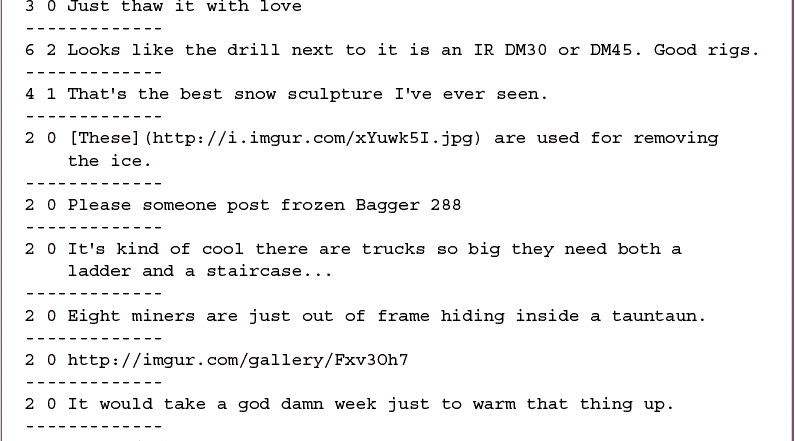 3 0 Just thaw it with love
-------------
6 2 Looks like the drill next to it is an IR DM30 or DM45. Good rigs.
-------------
4 1 That's the best snow sculpture I've ever seen.
-------------
2 0 [These](http://i.imgur.com/xYuwk5I.jpg) are used for removing
the ice.
-------------
2 0 Please someone post frozen Bagger 288
-------------
2 0 It's kind of cool there are trucks so big they need both a
ladder and a staircase...
-------------
2 0 Eight miners are just out of frame hiding inside a tauntaun.
-------------
2 0 http://imgur.com/gallery/Fxv3Oh7
-------------
2 0 It would take a god damn week just to warm that thing up.
-------------